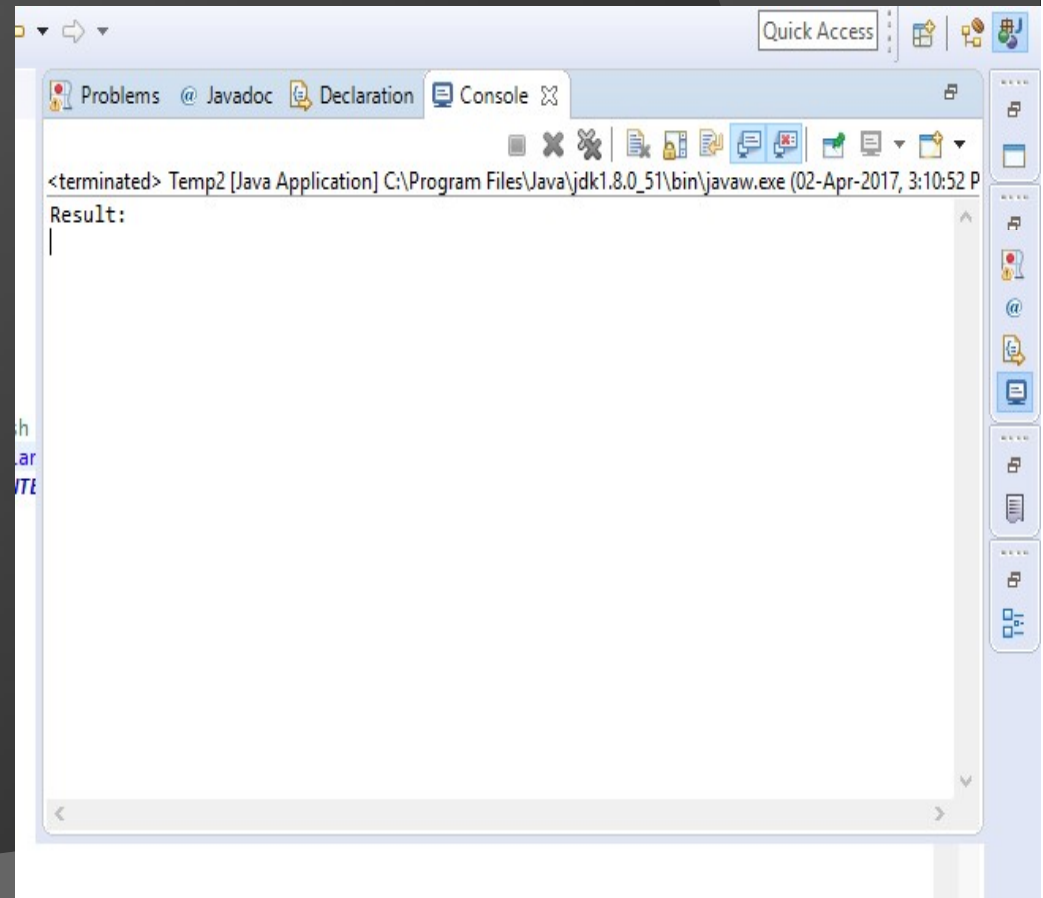 Quick Access
Problems @ Javadoc Declaration Console
<terminated> Temp2 [Java Application] C:\Program Files\Java\jdk1.8.0_51\bin\javaw.exe (02-Apr-2017, 3:10:52 P
Result:
@